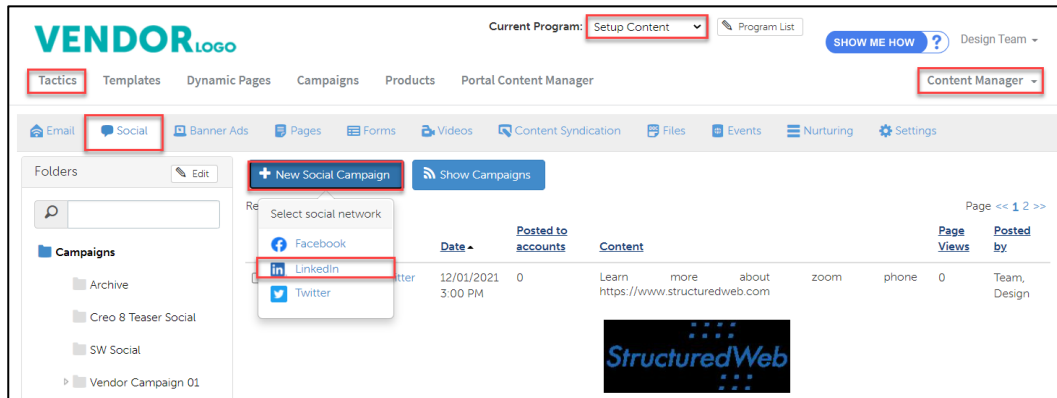 VENDOR LOGO
Current Program: Setup Content Program List
SHOW ME HOW ? Design Team
Tactics Templates Dynamic Pages Campaigns Products Portal Content Manager Content Manager
Email Social Banner Ads Pages Forms Videos Content Syndication Files Events Nurturing Settings
Folders Edit
+ New Social Campaign Show Campaigns
Re
Page << 1 2 >>
Select social network
Facebook
LinkedIn
Twitter
Date Posted to accounts Content Page Views Posted by
tter 12/01/2021 3:00 PM 0 Learn more about zoom phone 0 Team, Design
https://www.structuredweb.com
StructuredWeb
Campaigns
Archive
Creo 8 Teaser Social
SW Social
Vendor Campaign 01